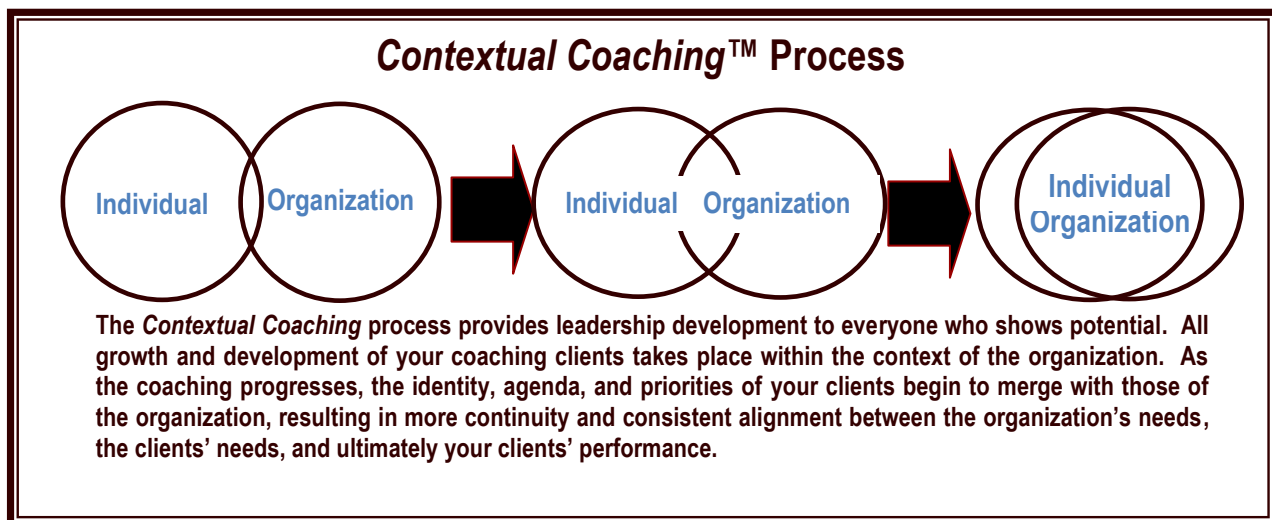 Contextual Coaching™ Process
Individual
Organization
Individual
Organization
Individual
Organization
The Contextual Coaching process provides leadership development to everyone who shows potential. All
growth and development of your coaching clients takes place within the context of the organization. As
the coaching progresses, the identity, agenda, and priorities of your clients begin to merge with those of
the organization, resulting in more continuity and consistent alignment between the organization’s needs,
the clients’ needs, and ultimately your clients’ performance.